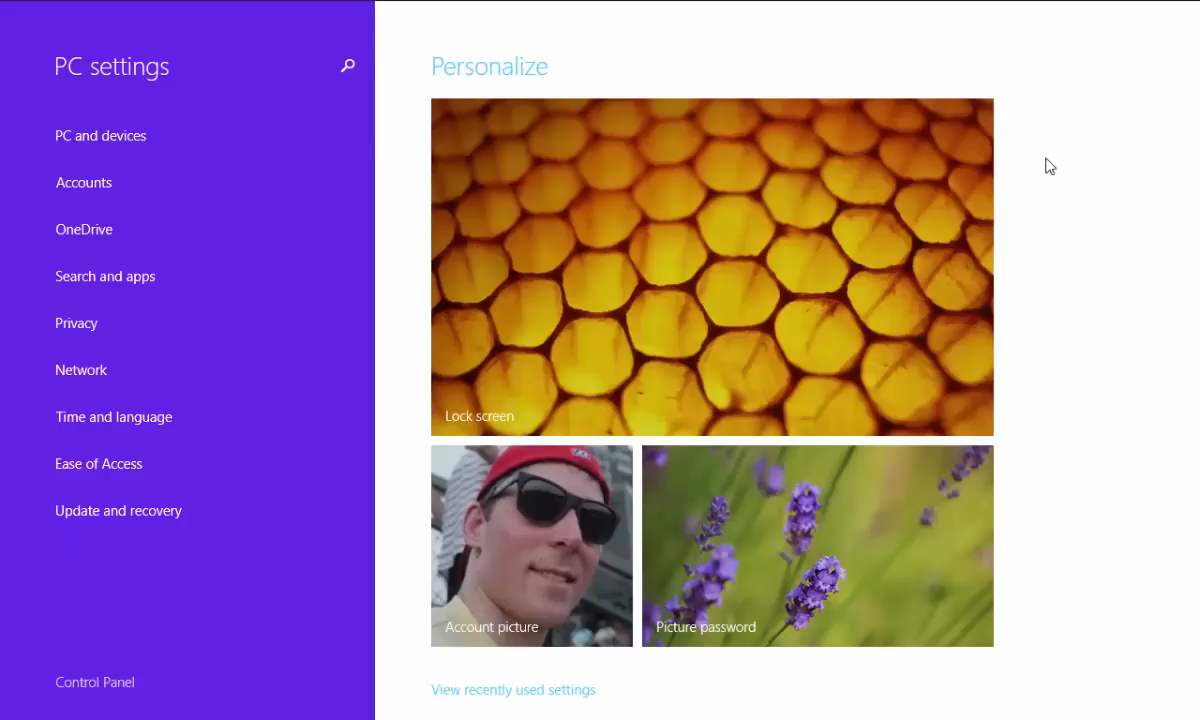 PC settings
PC and devices
Accounts
OneDrive
Search and apps
Privacy
Network
Time and language
Ease of Access
Update and recovery
Control Panel
Personalize
Lock screen
Account picture
Picture password
View recently used settings